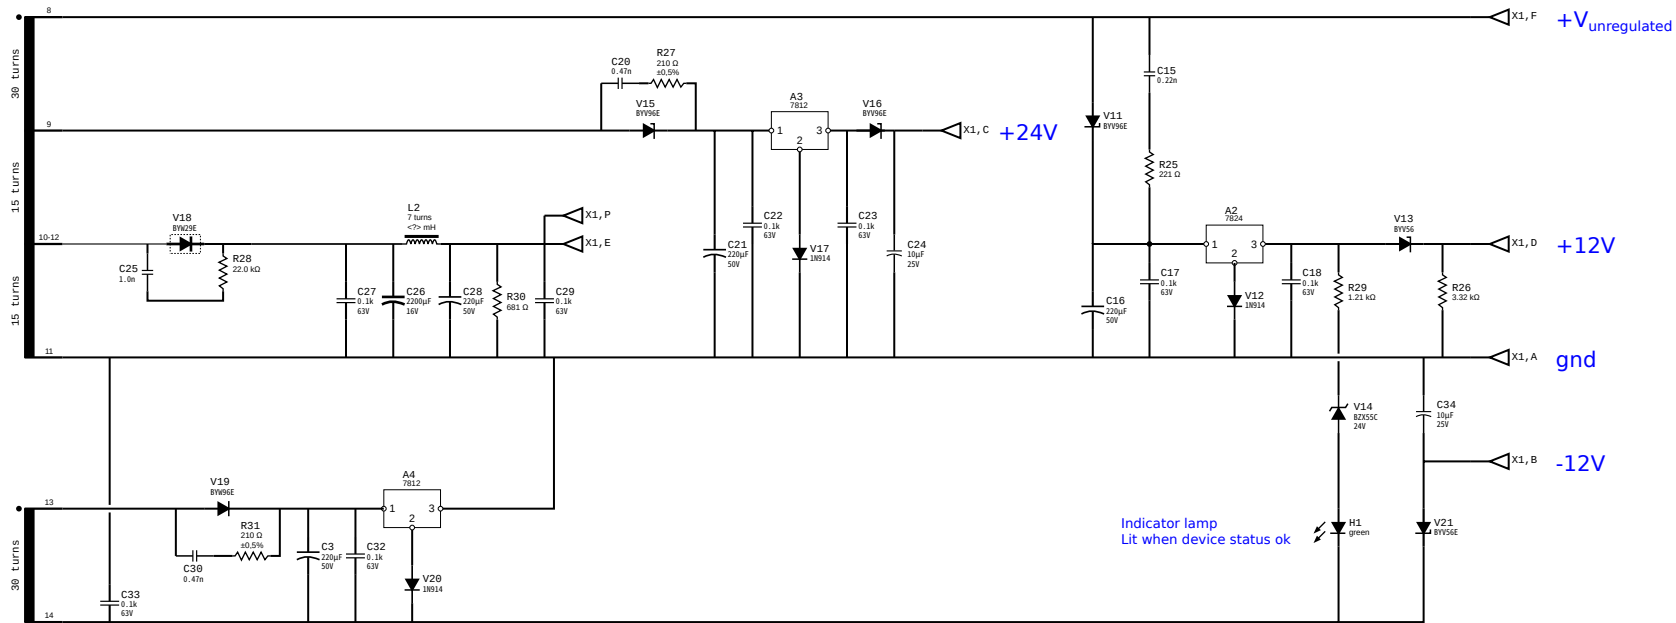 8
X1,F
+Vunregulated
30 turns
C20
0.47n
R27
210 Ω
±0,5%
C15
0.22n
V15
BYV96E
A3
7812
V16
BYV96E
V11
BYV96E
9
1
3
2
X1,C
+24V
R25
221 Ω
15 turns
V18
BYW29E
L2
7 turns
<?> mH
X1,P
C22
0.1k
63V
C23
0.1k
63V
A2
7824
V13
BYV56
10-12
X1,E
1
3
2
X1,D
+12V
C25
1.0n
R28
22.0 kΩ
C21
220µF
50V
V17
1N914
C24
10µF
25V
C27
0.1k
63V
C26
2200µF
16V
C28
220µF
50V
R30
681 Ω
C29
0.1k
63V
C16
220µF
50V
C17
0.1k
63V
V12
1N914
C18
0.1k
63V
R29
1.21 kΩ
R26
3.32 kΩ
15 turns
11
X1,A
gnd
V14
BZX55C
24V
C34
10µF
25V
X1,B
-12V
A4
7812
V19
BYW96E
13
1
3
2
R31
210 Ω
±0,5%
C30
0.47n
C3
220µF
50V
C32
0.1k
63V
Indicator lamp
Lit when device status ok
H1
green
V21
BYV56E
30 turns
V20
1N914
C33
0.1k
63V
14